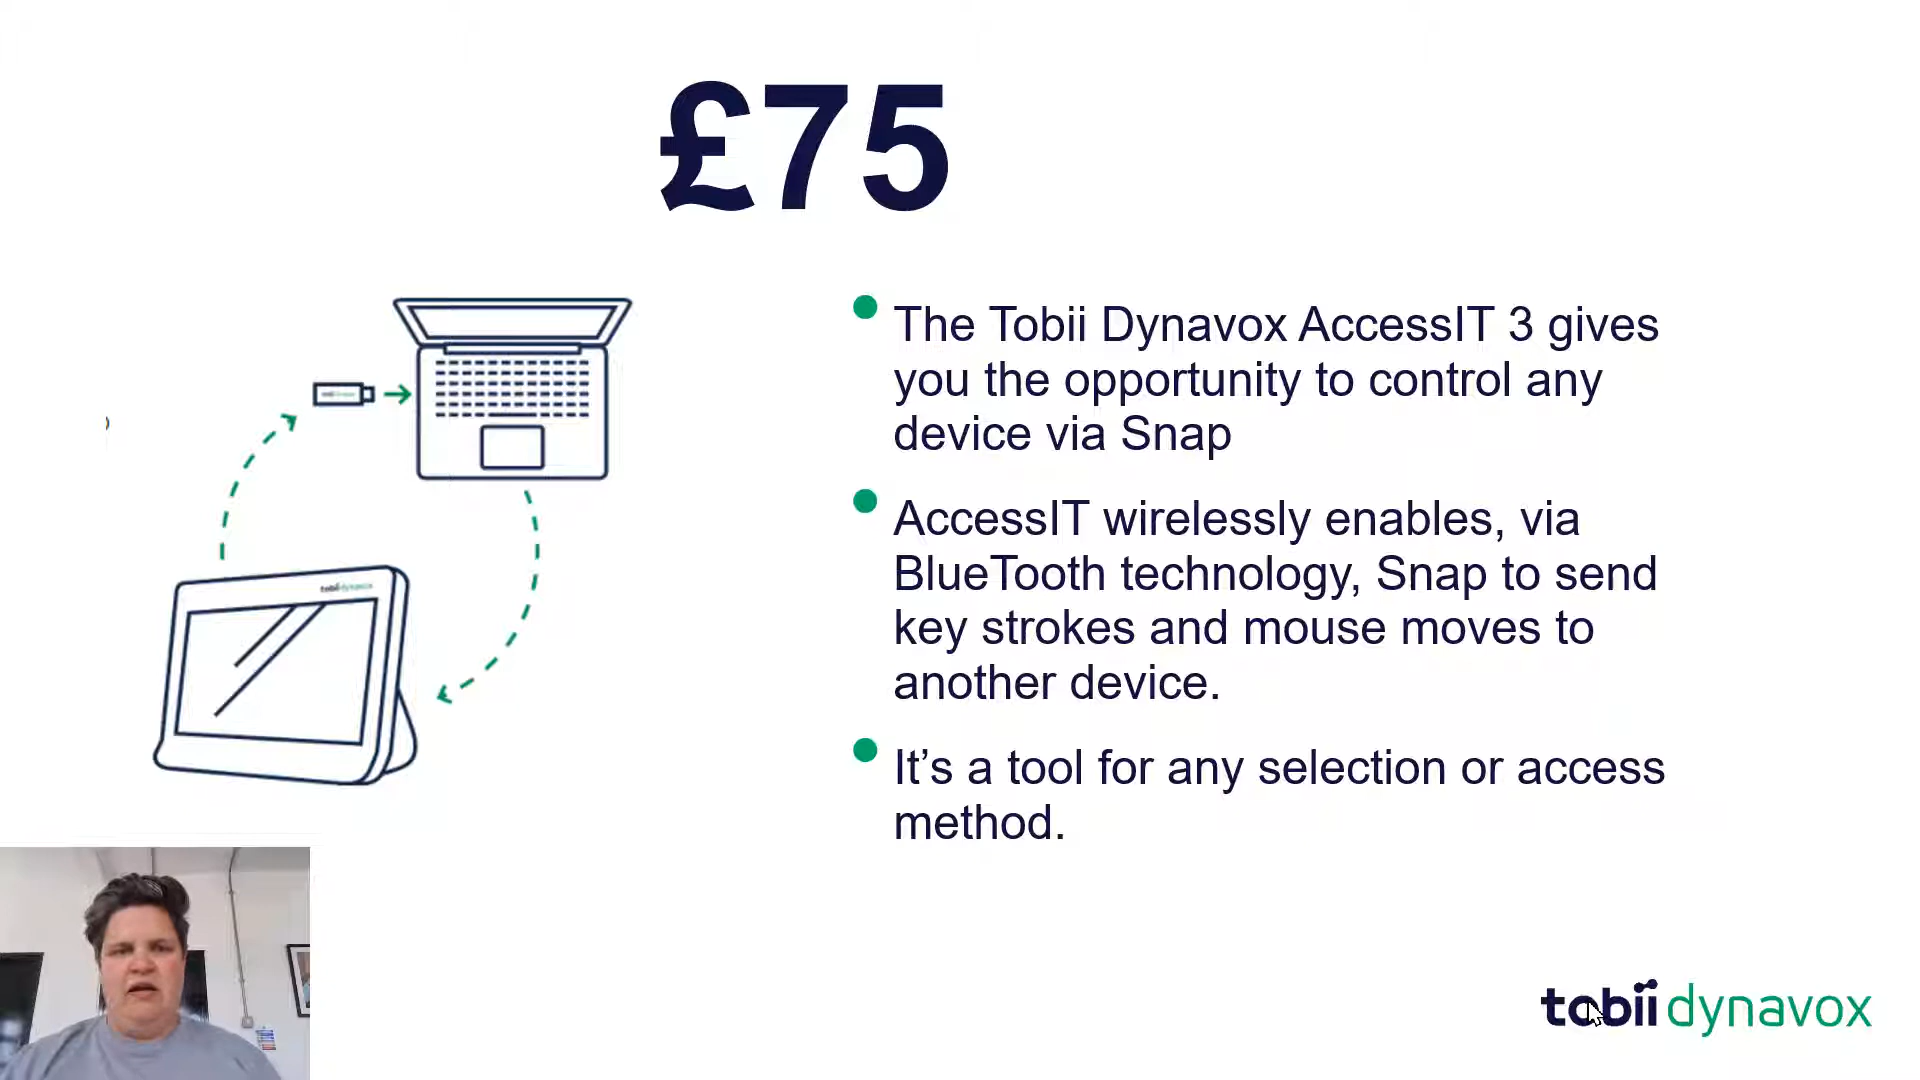 £75
The Tobii Dynavox AccessIT 3 gives
you the opportunity to control any
device via Snap
AccessIT wirelessly enables, via
BlueTooth technology, Snap to send
key strokes and mouse moves to
another device.
It’s a tool for any selection or access
method.
tobii dynavox
tobii dynavox